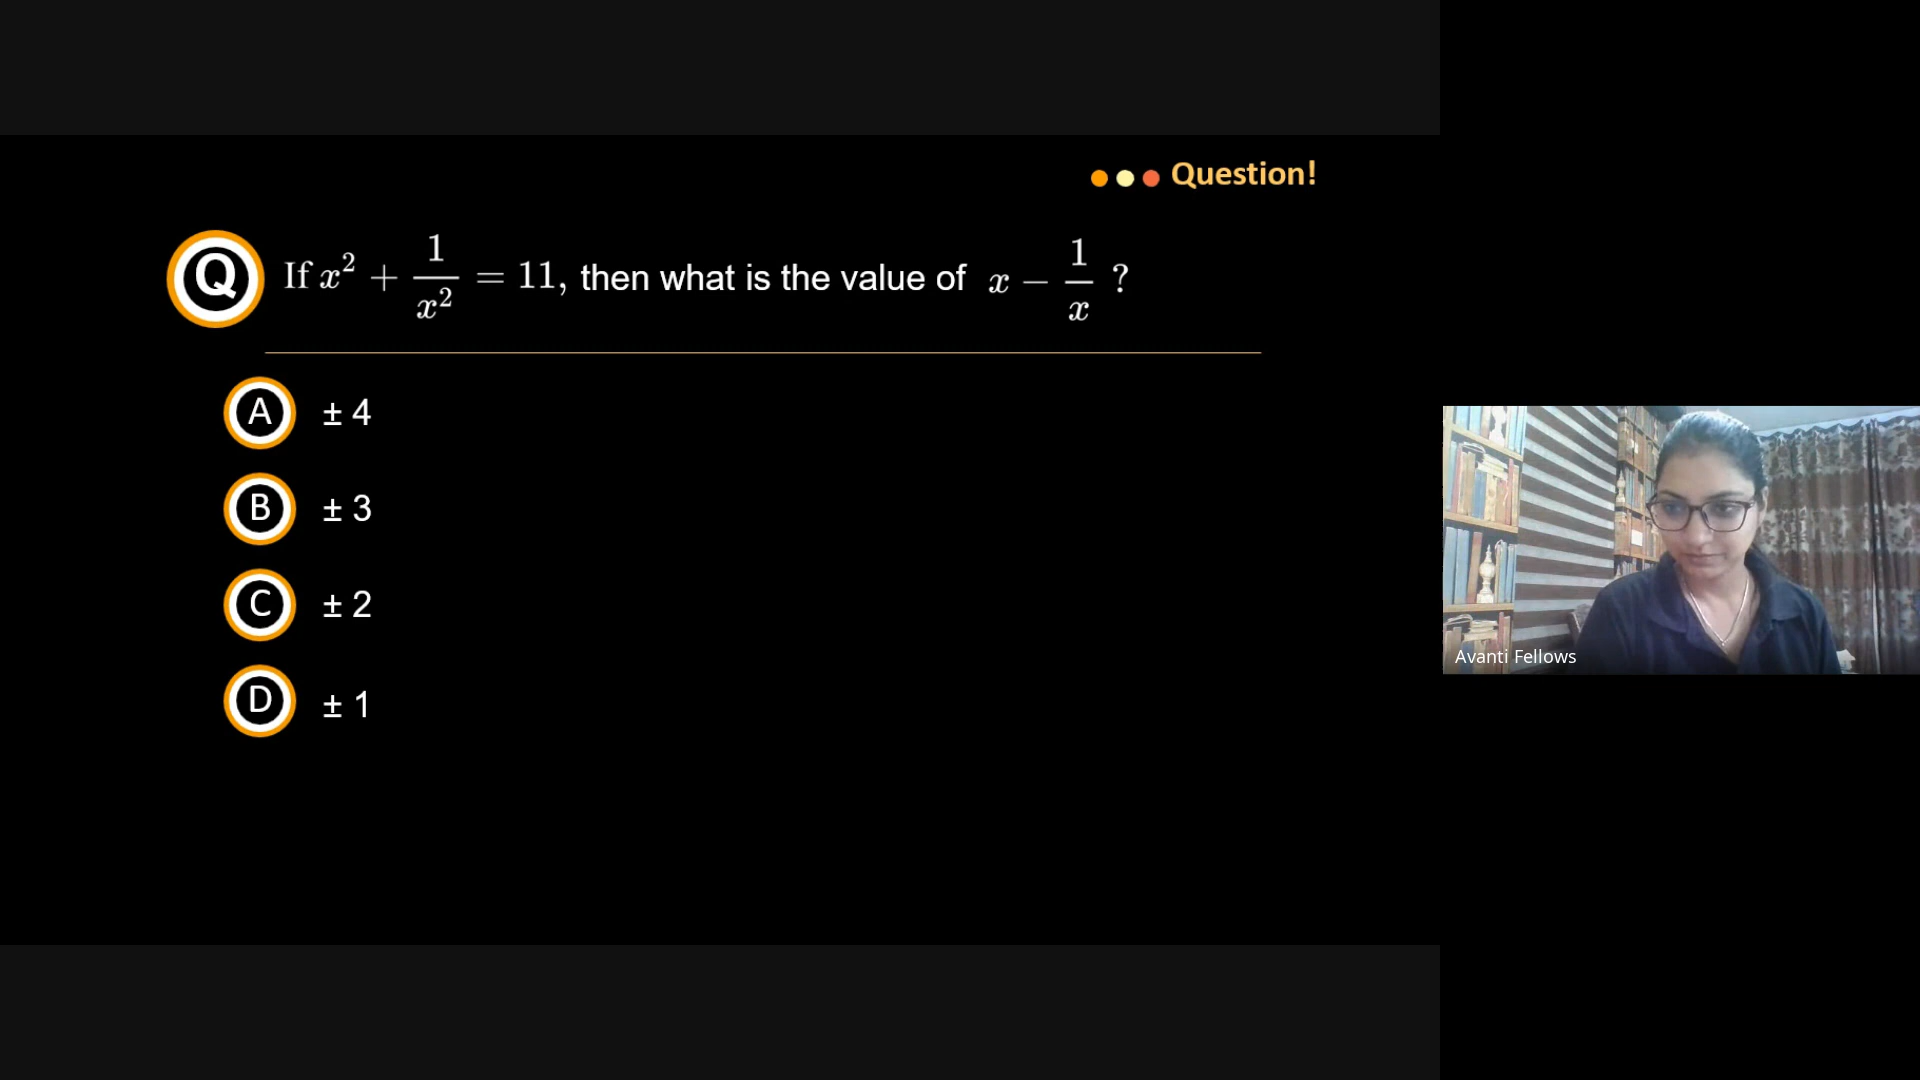 Question!
Q If x² + 1/x² = 11, then what is the value of x − 1/x ?
A ± 4
B ± 3
C ± 2
D ± 1
Avanti Fellows